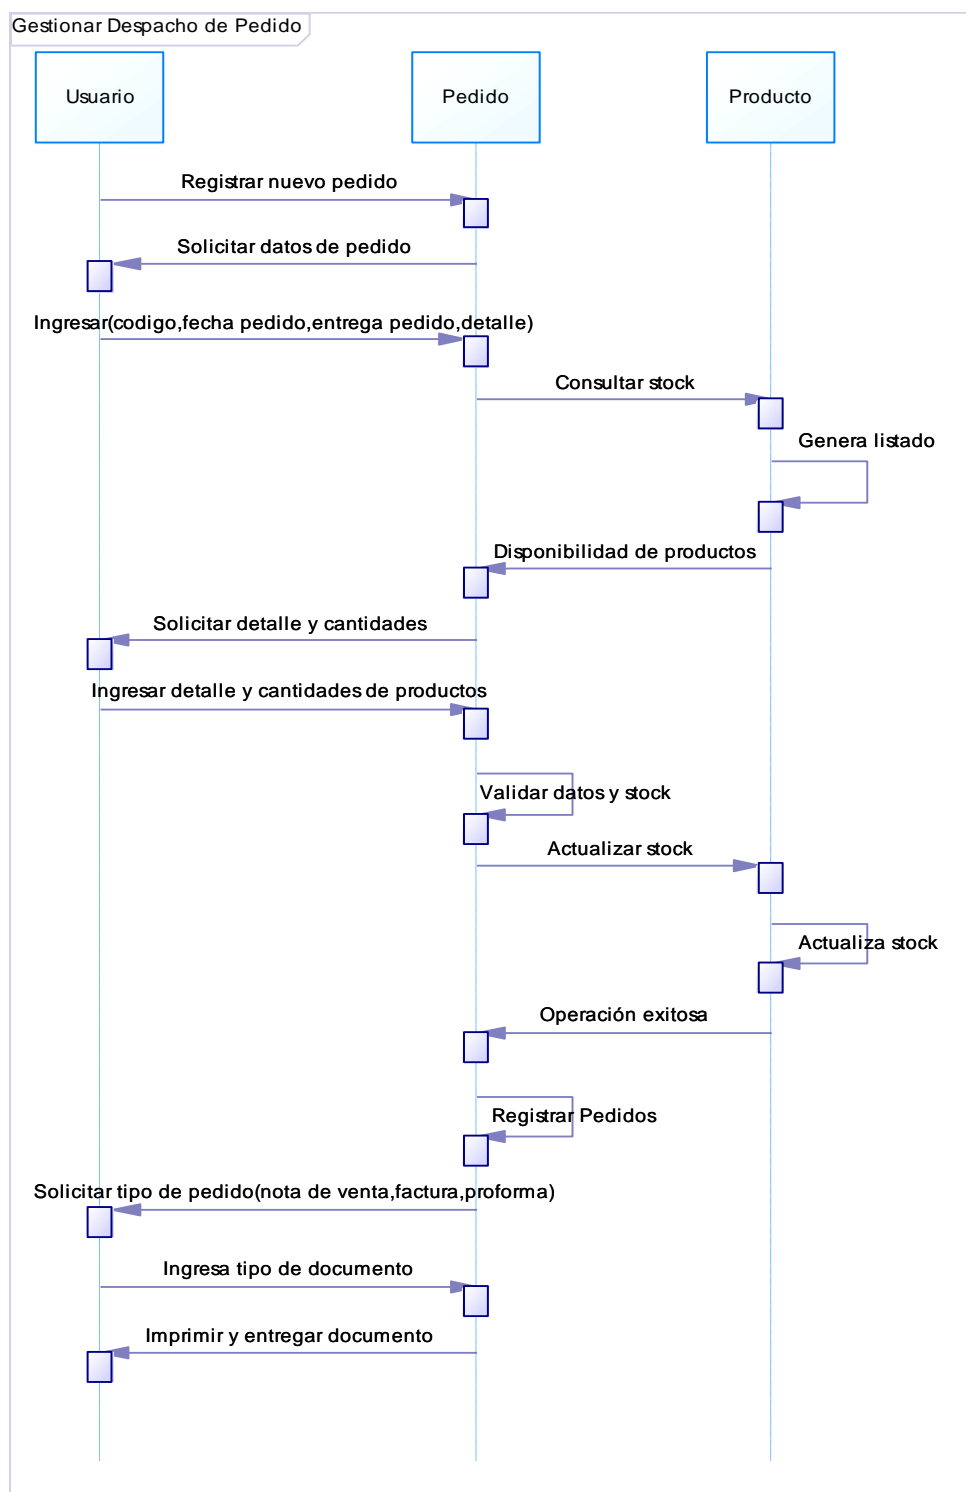 Gestionar Despacho de Pedido
Usuario
Pedido
Producto
Registrar nuevo pedido
Solicitar datos de pedido
Ingresar(codigo,fecha pedido,entrega pedido,detalle)
Consultar stock
Genera listado
Disponibilidad de productos
Solicitar detalle y cantidades
Ingresar detalle y cantidades de productos
Validar datos y stock
Actualizar stock
Actualiza stock
Operación exitosa
Registrar Pedidos
Solicitar tipo de pedido(nota de venta,factura,proforma)
Ingresa tipo de documento
Imprimir y entregar documento